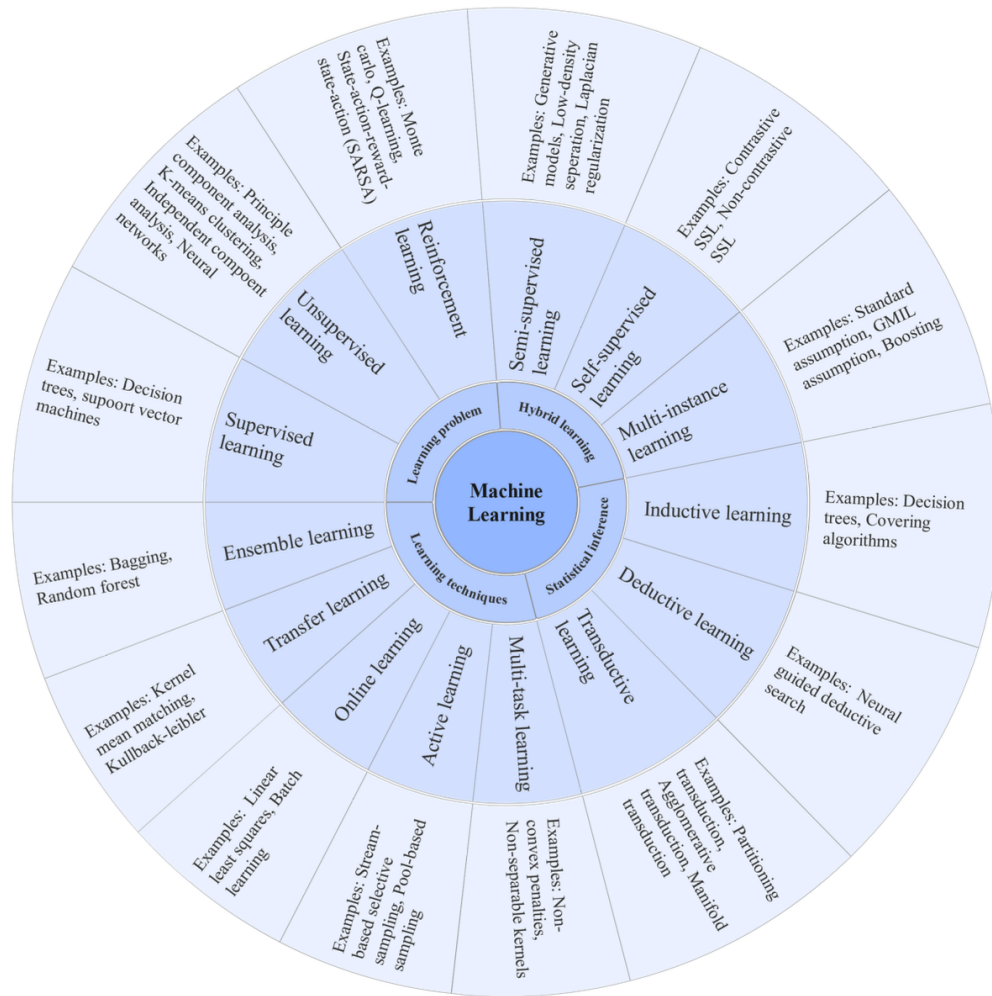 Machine
Learning
Learning problem
Hybrid learning
Statistical inference
Learning techniques
Supervised
learning
Unsupervised
learning
Reinforcement
learning
Semi-supervised
learning
Self-supervised
learning
Multi-instance
learning
Inductive learning
Deductive learning
Transductive
learning
Multi-task learning
Active learning
Online learning
Transfer learning
Ensemble learning
Examples: Decision
trees, supoort vector
machines
Examples: Principle
component analysis,
K-means clustering,
Independent compoent
analysis, Neural
networks
Examples: Monte
carlo, Q-learning,
State-action-reward-
state-action (SARSA)
Examples: Generative
models, Low-density
seperation, Laplacian
regularization
Examples: Contrastive
SSL, Non-contrastive
SSL
Examples: Standard
assumption, GMIL
assumption, Boosting
Examples: Decision
trees, Covering
algorithms
Examples: Neural
guided deductive
search
Examples: Partitioning
transduction,
Agglomerative
transduction, Manifold
transduction
Examples: Non-
convex penalties,
Non-separable kernels
Examples: Stream-
based selective
sampling, Pool-based
sampling
Examples: Linear
least squares, Batch
learning
Examples: Kernel
mean matching,
Kullback-leibler
Examples: Bagging,
Random forest